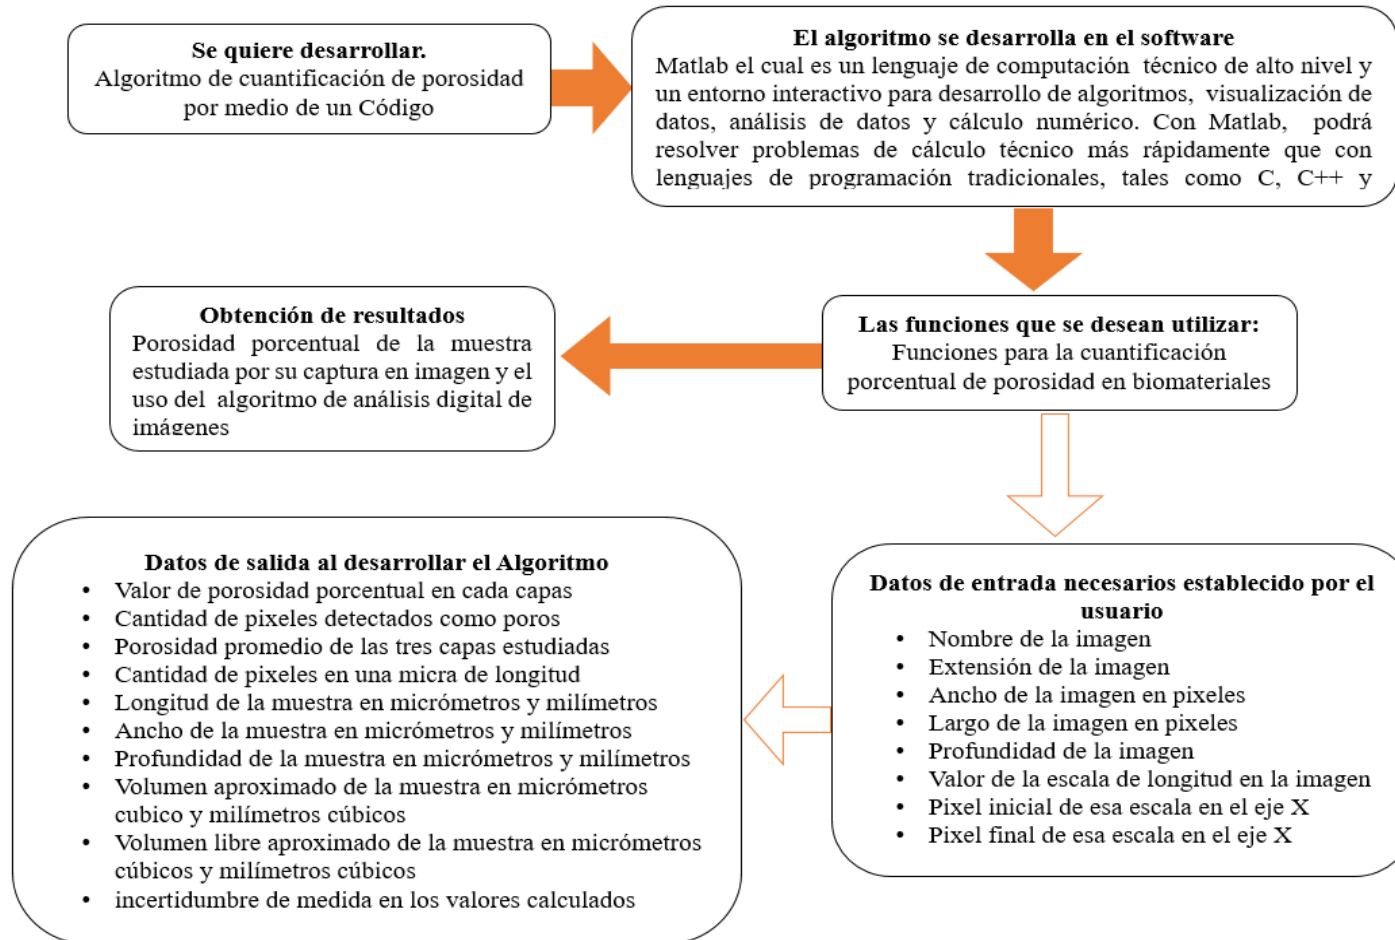 Se quiere desarrollar.
Algoritmo de cuantificación de porosidad
por medio de un Código
El algoritmo se desarrolla en el software
Matlab el cual es un lenguaje de computación técnico de alto nivel y
un entorno interactivo para desarrollo de algoritmos, visualización de
datos, análisis de datos y cálculo numérico. Con Matlab, podrá
resolver problemas de cálculo técnico más rápidamente que con
lenguajes de programación tradicionales, tales como C, C++ y
Las funciones que se desean utilizar:
Funciones para la cuantificación
porcentual de porosidad en biomateriales
Obtención de resultados
Porosidad porcentual de la muestra
estudiada por su captura en imagen y el
uso del algoritmo de análisis digital de
imágenes
Datos de entrada necesarios establecido por el
usuario
• Nombre de la imagen
• Extensión de la imagen
• Ancho de la imagen en pixeles
• Largo de la imagen en pixeles
• Profundidad de la imagen
• Valor de la escala de longitud en la imagen
• Pixel inicial de esa escala en el eje X
• Pixel final de esa escala en el eje X
Datos de salida al desarrollar el Algoritmo
• Valor de porosidad porcentual en cada capas
• Cantidad de pixeles detectados como poros
• Porosidad promedio de las tres capas estudiadas
• Cantidad de pixeles en una micra de longitud
• Longitud de la muestra en micrómetros y milímetros
• Ancho de la muestra en micrómetros y milímetros
• Profundidad de la muestra en micrómetros y milímetros
• Volumen aproximado de la muestra en micrómetros
cubico y milímetros cúbicos
• Volumen libre aproximado de la muestra en micrómetros
cúbicos y milímetros cúbicos
• incertidumbre de medida en los valores calculados